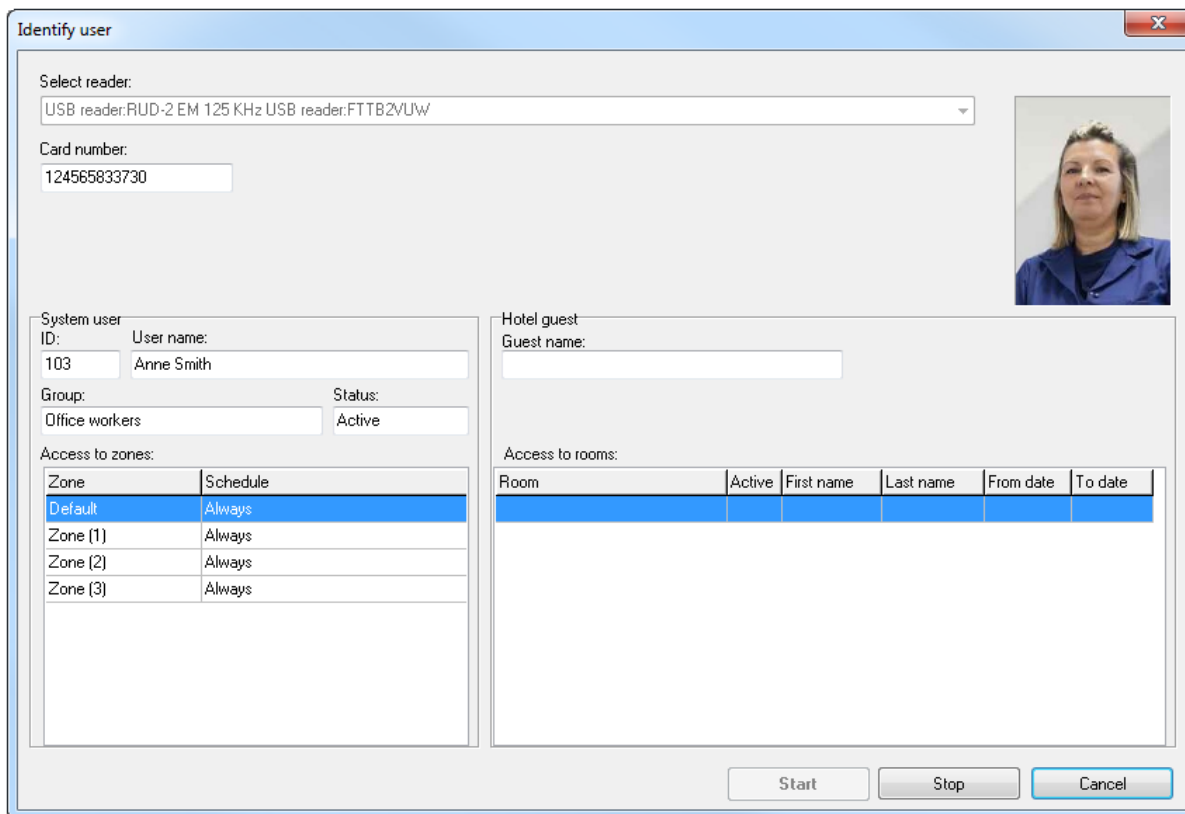 Identify user
Select reader:
USB reader:RUD-2 EM 125 KHz USB reader:FTTB2VUW
Card number:
124565833730
System user
ID: User name:
103 Anne Smith
Group: Status:
Office workers Active
Access to zones:
Zone Schedule
Default Always
Zone (1) Always
Zone (2) Always
Zone (3) Always
Hotel guest
Guest name:
Access to rooms:
Room Active First name Last name From date To date
Start Stop Cancel